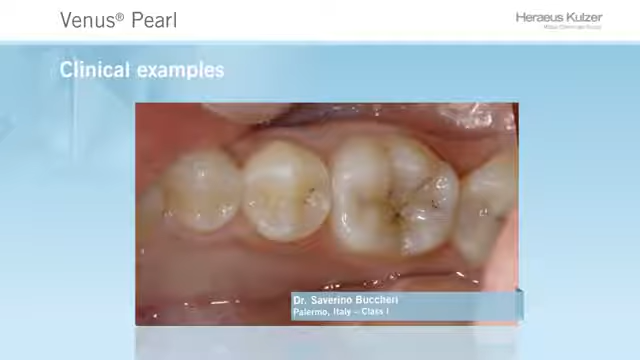 Venus® Pearl
Heraeus Kulzer
Clinical examples
Dr. Saverino Buccheri
Palermo, Italy – Class I